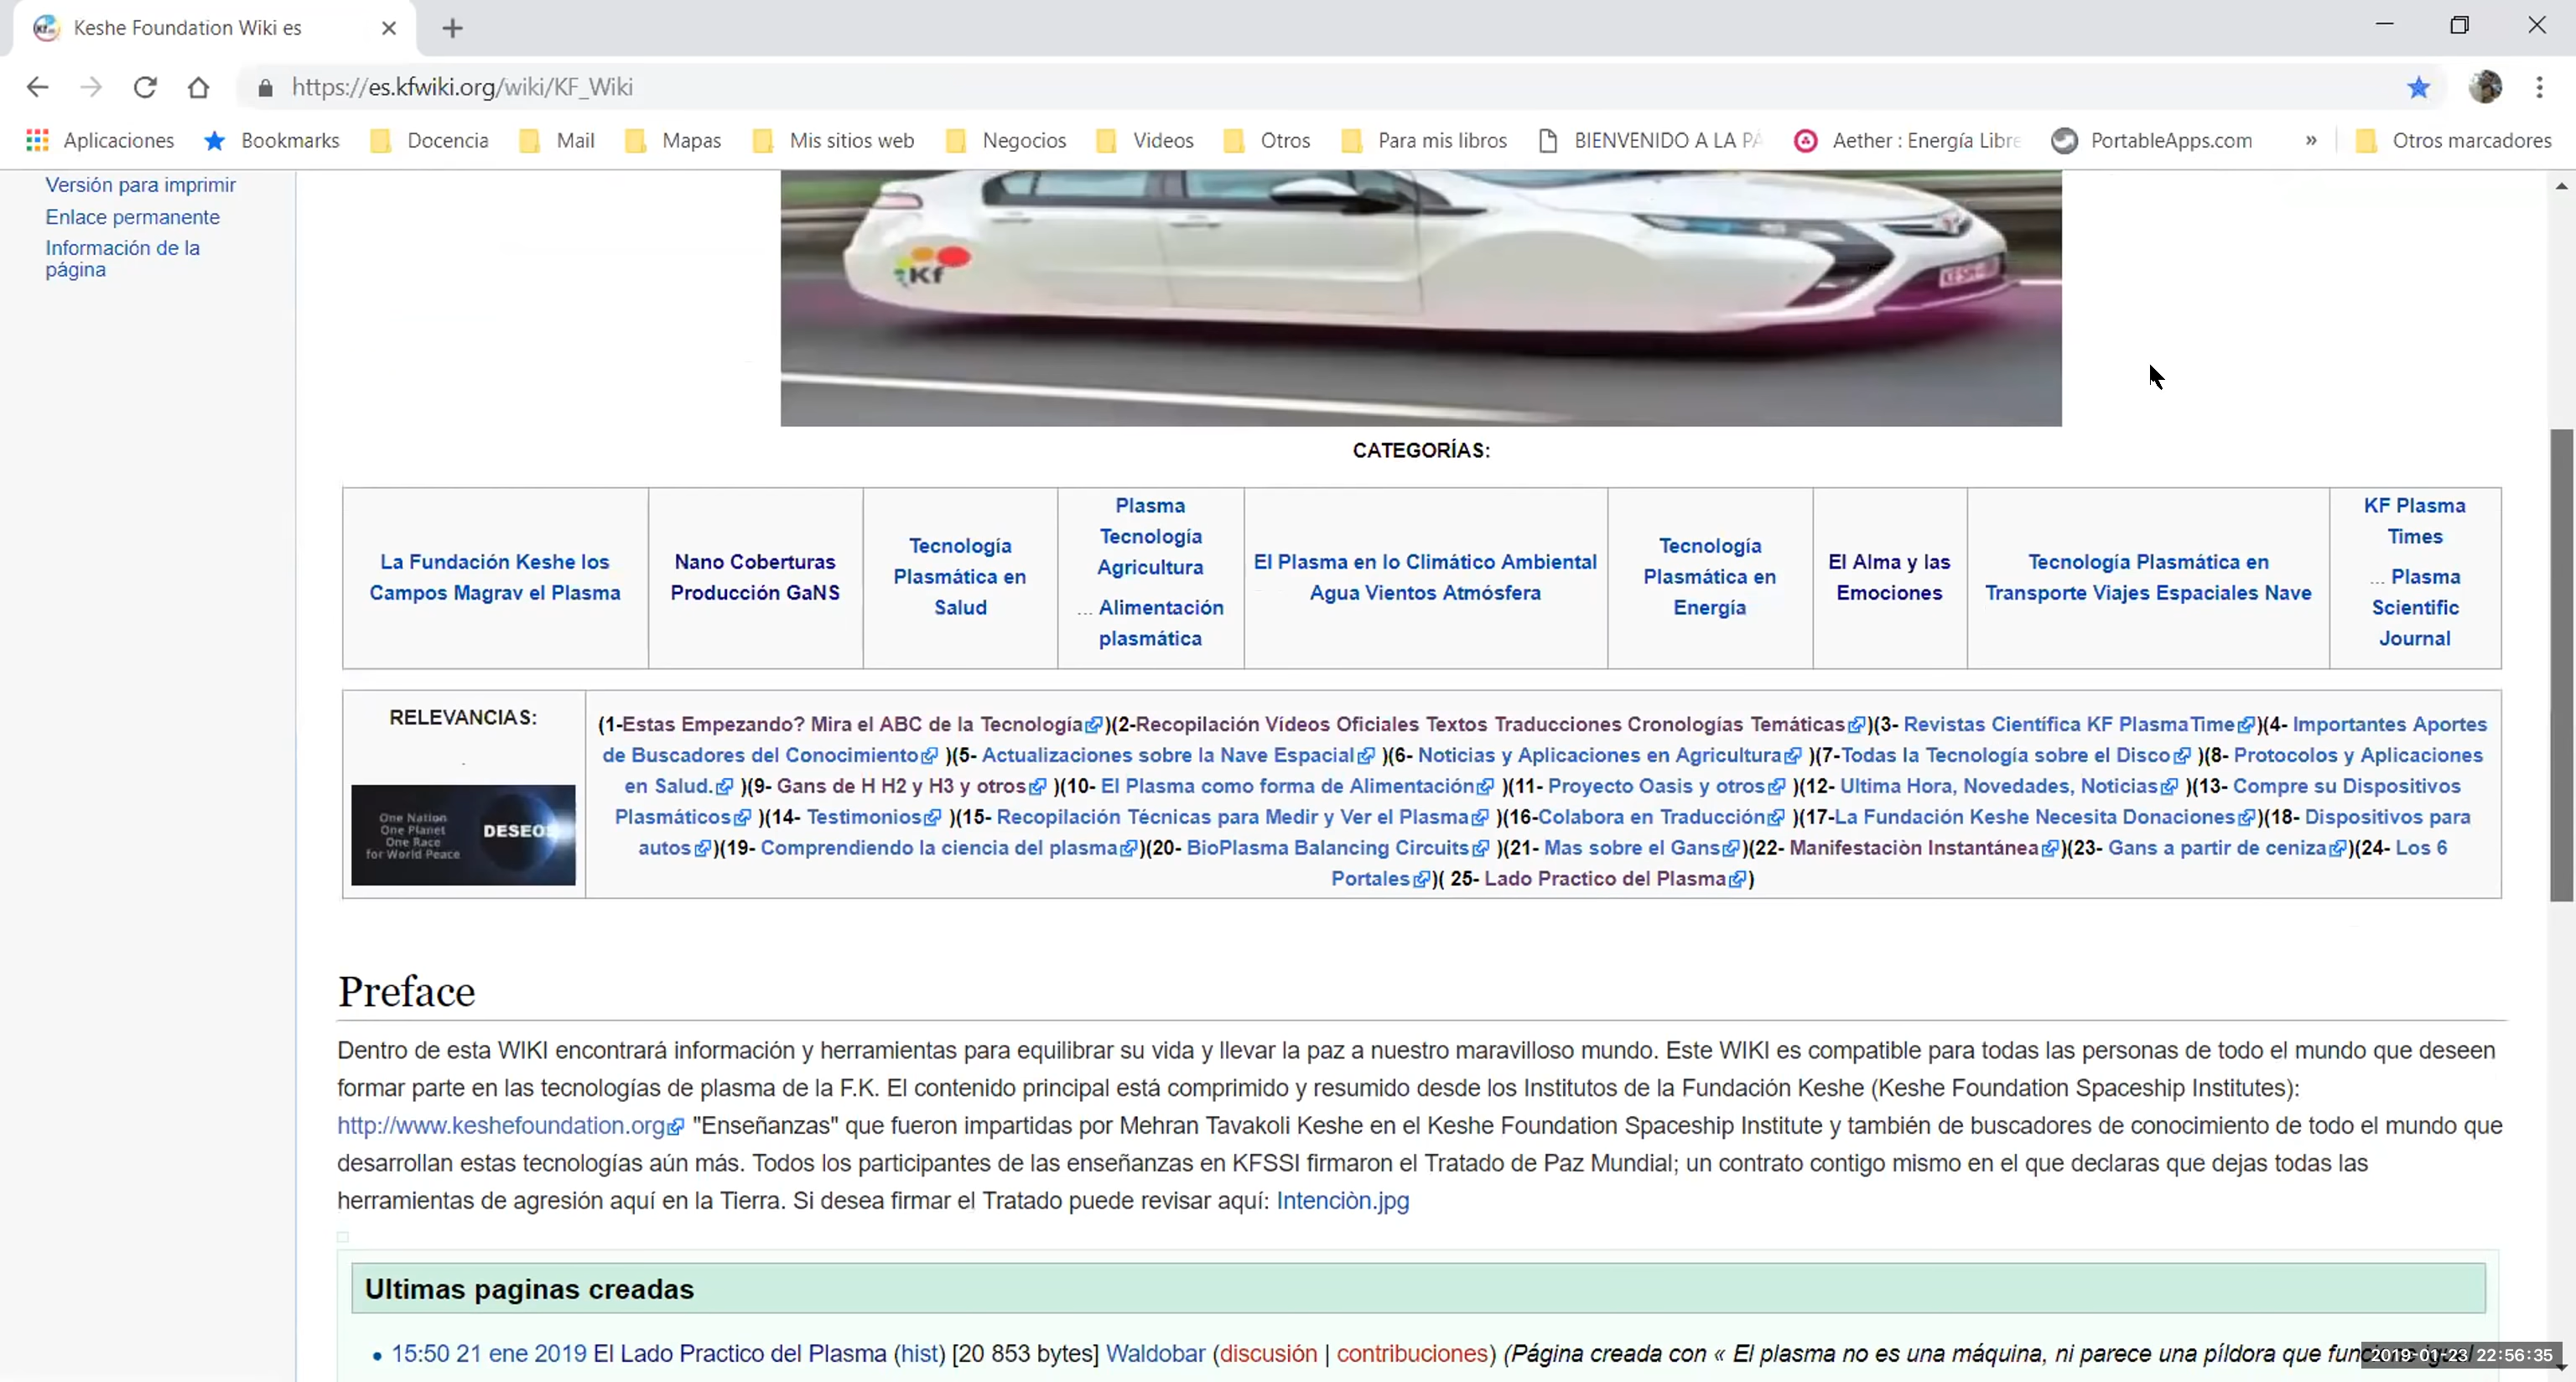 Keshe Foundation Wiki es
https://es.kfwiki.org/wiki/KF_Wiki
Aplicaciones Bookmarks Docencia Mail Mapas Mis sitios web Negocios Videos Otros Para mis libros BIENVENIDO A LA PÁ Aether : Energía Libre PortableApps.com » Otros marcadores
Versión para imprimir
Enlace permanente
Información de la
página
Kf
CATEGORÍAS:
La Fundación Keshe los
Campos Magrav el Plasma
Nano Coberturas
Producción GaNS
Tecnología
Plasmática en
Salud
Plasma
Tecnología
Agricultura
... Alimentación
plasmática
El Plasma en lo Climático Ambiental
Agua Vientos Atmósfera
Tecnología
Plasmática en
Energía
El Alma y las
Emociones
Tecnología Plasmática en
Transporte Viajes Espaciales Nave
KF Plasma
Times
... Plasma
Scientific
Journal
RELEVANCIAS:
.
One Nation
One Planet
One Race
for World Peace
DESEOS
(1-Estas Empezando? Mira el ABC de la Tecnología)(2-Recopilación Vídeos Oficiales Textos Traducciones Cronologías Temáticas)(3- Revistas Científica KF PlasmaTime)(4- Importantes Aportes
de Buscadores del Conocimiento )(5- Actualizaciones sobre la Nave Espacial )(6- Noticias y Aplicaciones en Agricultura )(7-Todas la Tecnología sobre el Disco )(8- Protocolos y Aplicaciones
en Salud. )(9- Gans de H H2 y H3 y otros )(10- El Plasma como forma de Alimentación )(11- Proyecto Oasis y otros )(12- Ultima Hora, Novedades, Noticias )(13- Compre su Dispositivos
Plasmáticos )(14- Testimonios )(15- Recopilación Técnicas para Medir y Ver el Plasma )(16-Colabora en Traducción )(17-La Fundación Keshe Necesita Donaciones)(18- Dispositivos para
autos)(19- Comprendiendo la ciencia del plasma)(20- BioPlasma Balancing Circuits )(21- Mas sobre el Gans)(22- Manifestaciòn Instantánea)(23- Gans a partir de ceniza)(24- Los 6
Portales)( 25- Lado Practico del Plasma)
Preface
Dentro de esta WIKI encontrará información y herramientas para equilibrar su vida y llevar la paz a nuestro maravilloso mundo. Este WIKI es compatible para todas las personas de todo el mundo que deseen
formar parte en las tecnologías de plasma de la F.K. El contenido principal está comprimido y resumido desde los Institutos de la Fundación Keshe (Keshe Foundation Spaceship Institutes):
http://www.keshefoundation.org "Enseñanzas" que fueron impartidas por Mehran Tavakoli Keshe en el Keshe Foundation Spaceship Institute y también de buscadores de conocimiento de todo el mundo que
desarrollan estas tecnologías aún más. Todos los participantes de las enseñanzas en KFSSI firmaron el Tratado de Paz Mundial; un contrato contigo mismo en el que declaras que dejas todas las
herramientas de agresión aquí en la Tierra. Si desea firmar el Tratado puede revisar aquí: Intenciòn.jpg
Ultimas paginas creadas
• 15:50 21 ene 2019 El Lado Practico del Plasma (hist) [20 853 bytes] Waldobar (discusión | contribuciones) (Página creada con « El plasma no es una máquina, ni parece una píldora que
2019-01-23 22:56:35